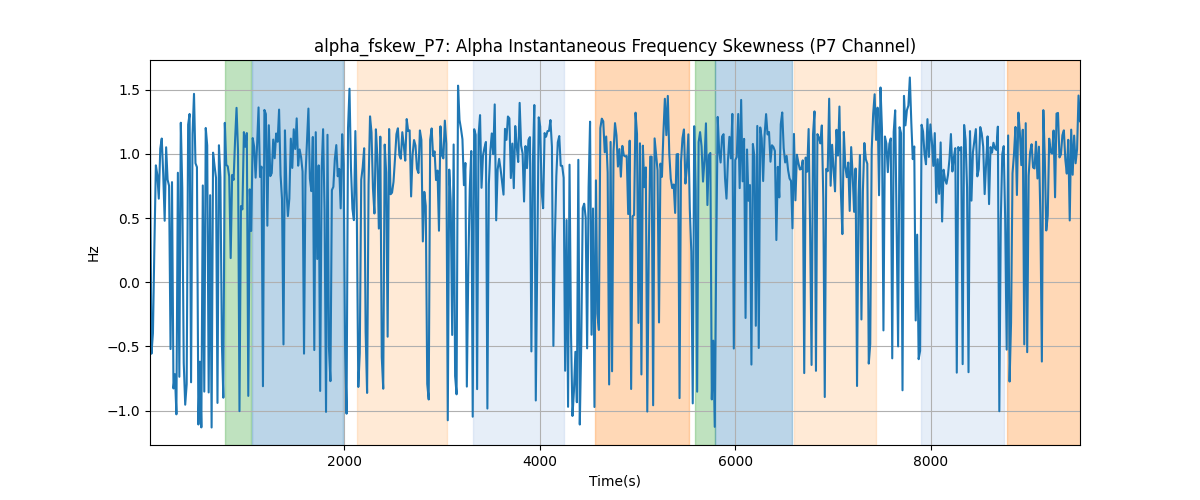 alpha_fskew_P7: Alpha Instantaneous Frequency Skewness (P7 Channel)
1.5
1.0
0.5
0.0
−0.5
−1.0
Hz
2000 4000 6000 8000
Time(s)